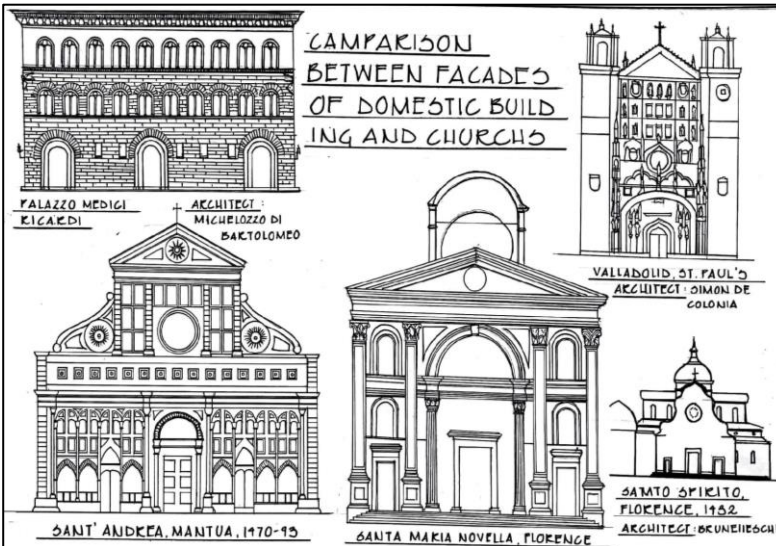 CAMPARISON
BETWEEN FACADES
OF DOMESTIC BUILD
ING AND CHURCHS
PALAZZO MEDICI
RICARDI
ARCHITECT:
MICHELOZZO DI
BARTOLOMEO
VALLADOLID, ST. PAUL'S
ARCHITECT: SIMON DE
COLONIA
SANT' ANDREA, MANTUA, 1470-93
SANTA MARIA NOVELLA, FLORENCE
SAMTO SPIRITO,
FLORENCE, 1482
ARCHITECT: BRUNELLESCHI